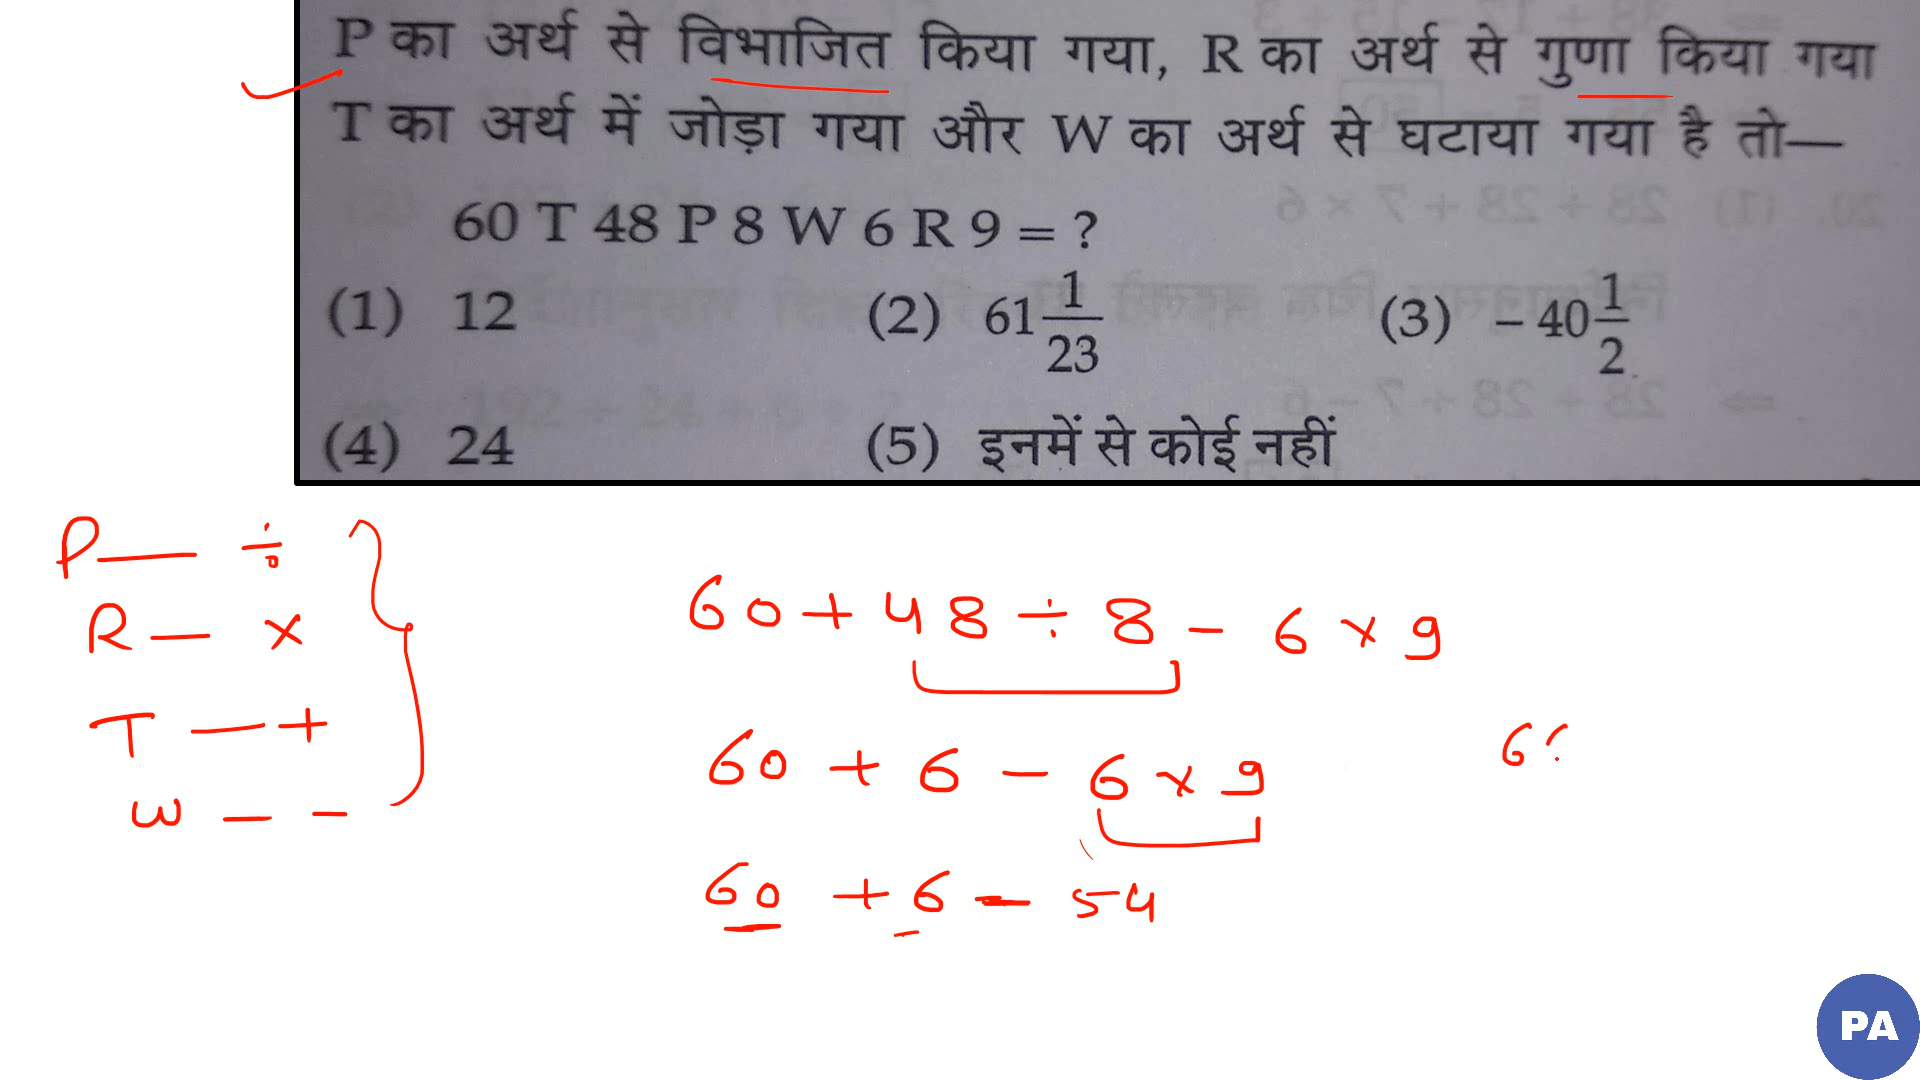 P का अर्थ से विभाजित किया गया, R का अर्थ से गुणा किया गया
T का अर्थ में जोड़ा गया और W का अर्थ से घटाया गया है तो—
60 T 48 P 8 W 6 R 9 = ?
(1) 12 (2) 61 1/23 (3) – 40 1/2
(4) 24 (5) इनमें से कोई नहीं
P — ÷
R — ×
T — +
W — -
60 + 48 ÷ 8 - 6 × 9
60 + 6 - 6 × 9
60 + 6 - 54
PA